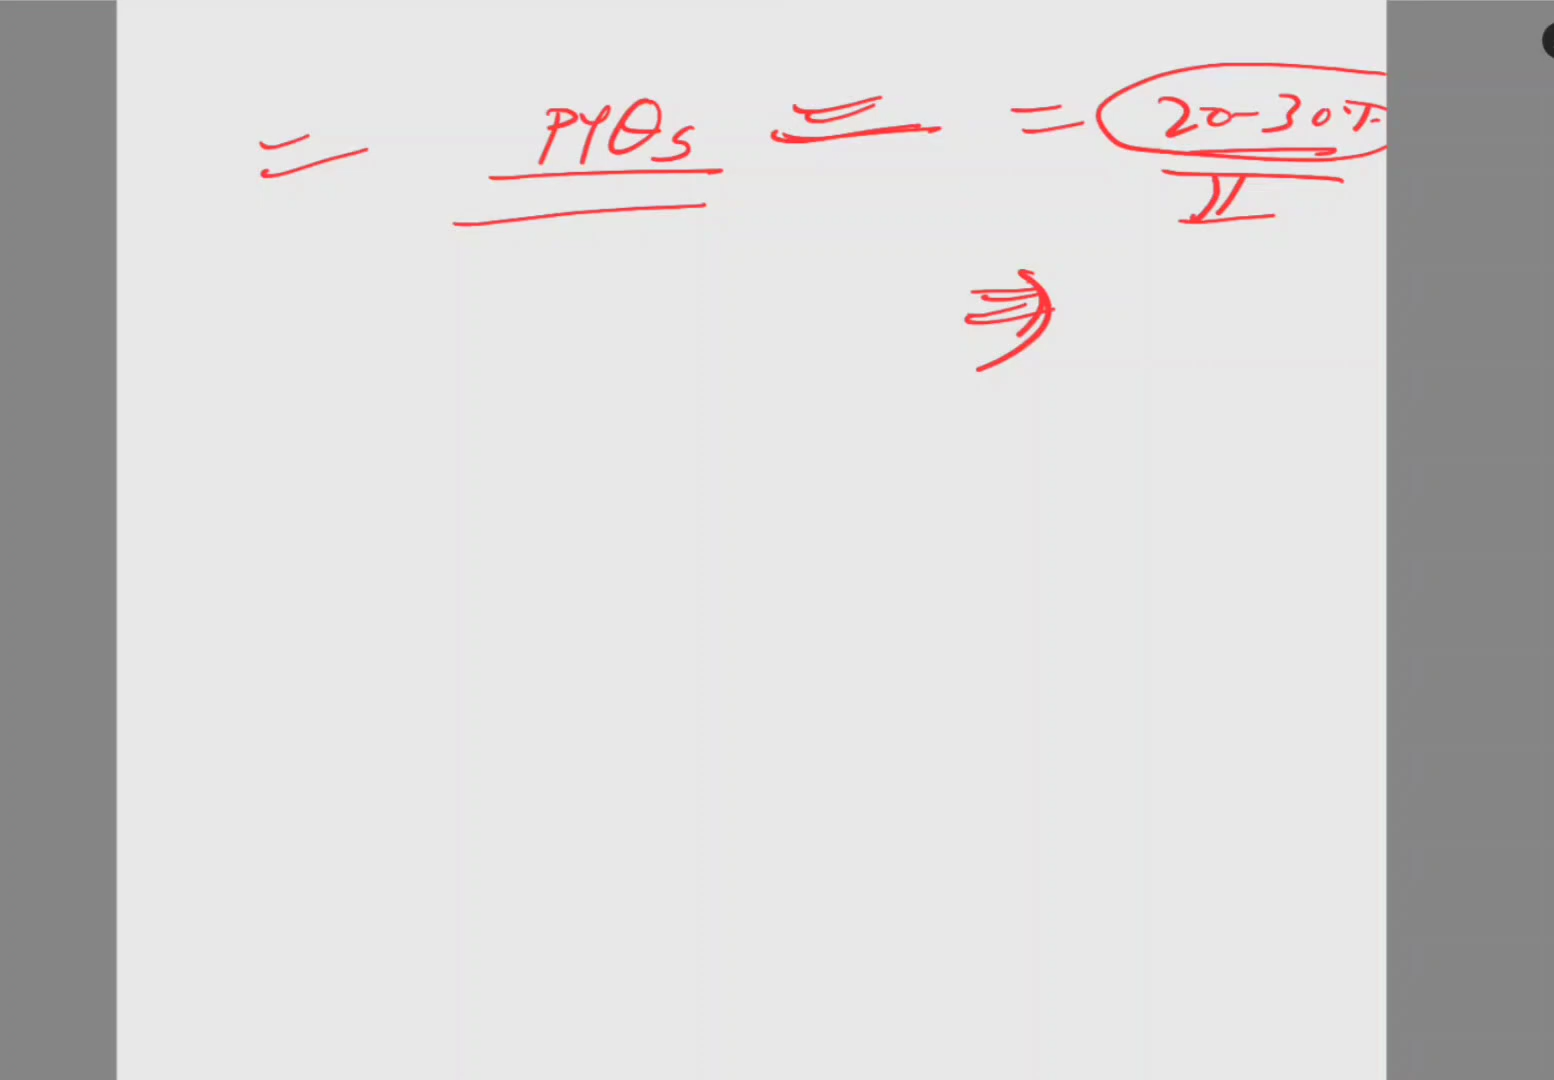 = PYQs = = 20-30